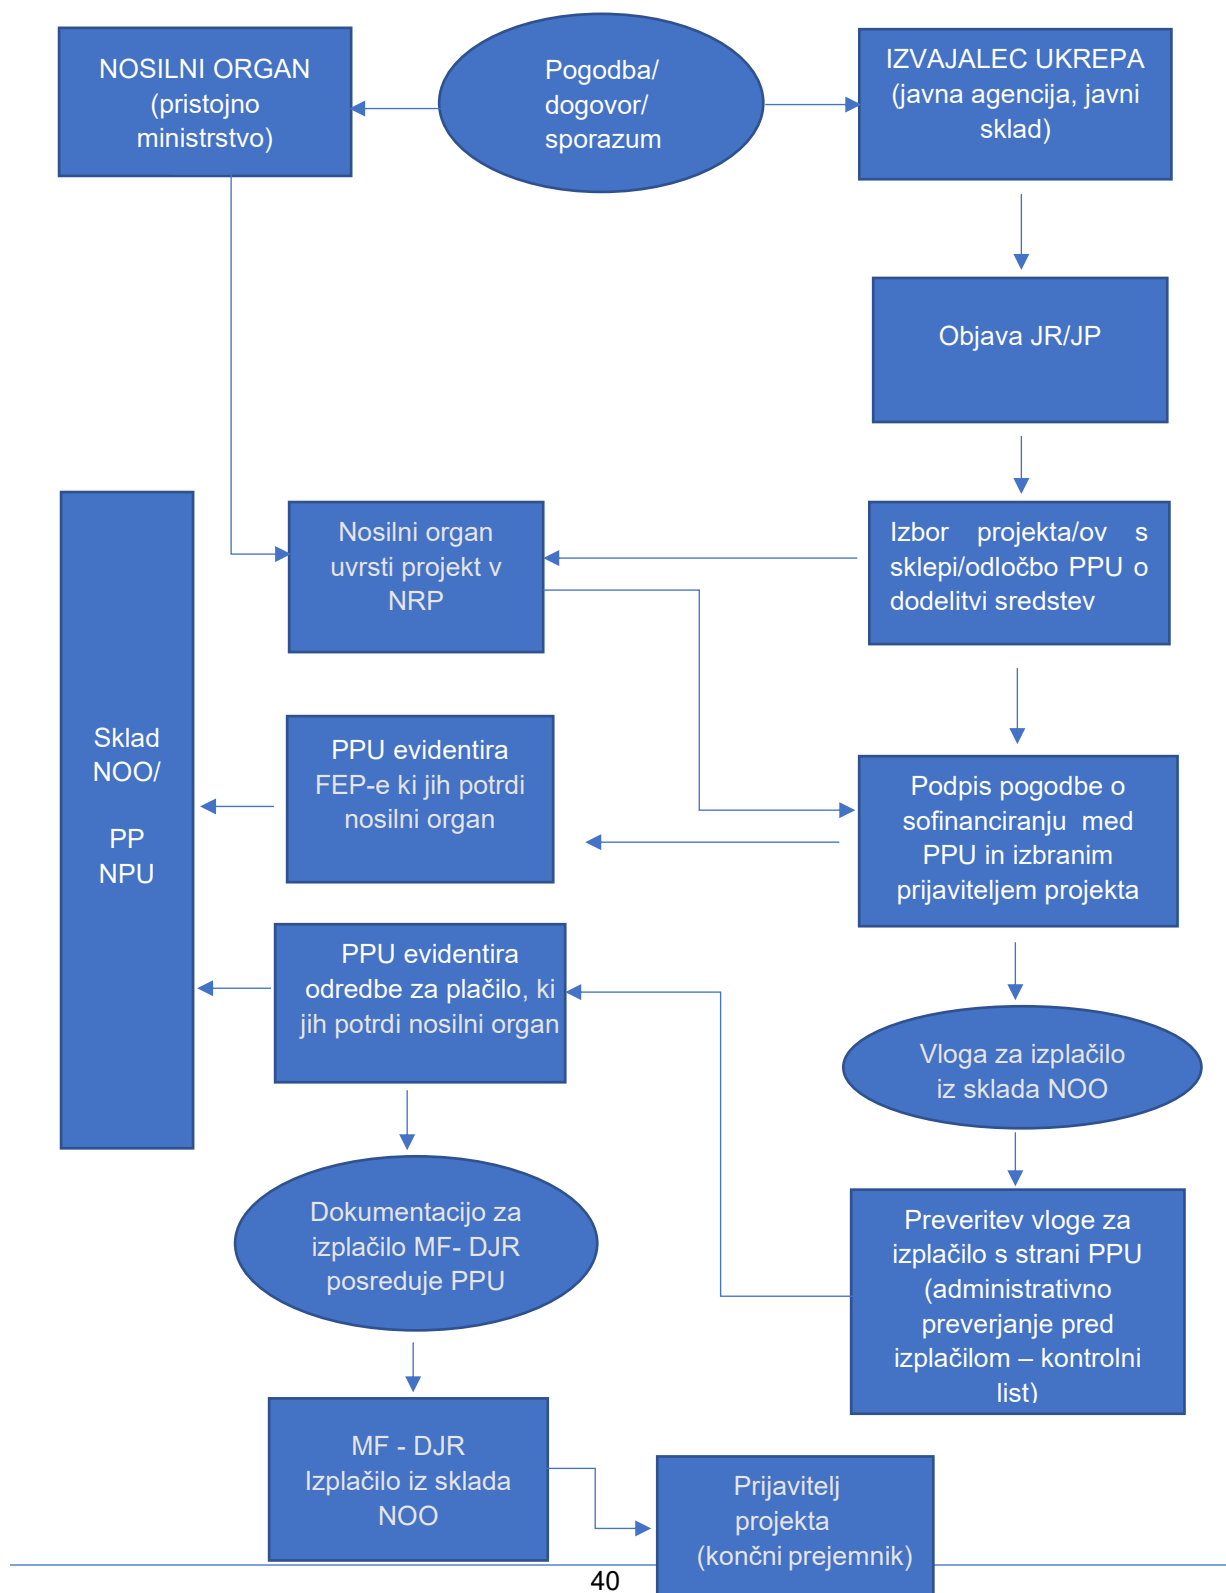 NOSILNI ORGAN
(pristojno
ministrstvo)
Pogodba/
dogovor/
sporazum
IZVAJALEC UKREPA
(javna agencija, javni
sklad)
Objava JR/JP
Nosilni organ
uvrsti projekt v
NRP
Izbor projekta/ov s
sklepi/odločbo PPU o
dodelitvi sredstev
Sklad
NOO/
PP
NPU
PPU evidentira
FEP-e ki jih potrdi
nosilni organ
Podpis pogodbe o
sofinanciranju med
PPU in izbranim
prijaviteljem projekta
PPU evidentira
odredbe za plačilo, ki
jih potrdi nosilni organ
Vloga za izplačilo
iz sklada NOO
Dokumentacijo za
izplačilo MF- DJR
posreduje PPU
Preveritev vloge za
izplačilo s strani PPU
(administrativno
preverjanje pred
izplačilom – kontrolni
list)
MF - DJR
Izplačilo iz sklada
NOO
Prijavitelj
projekta
(končni prejemnik)
40